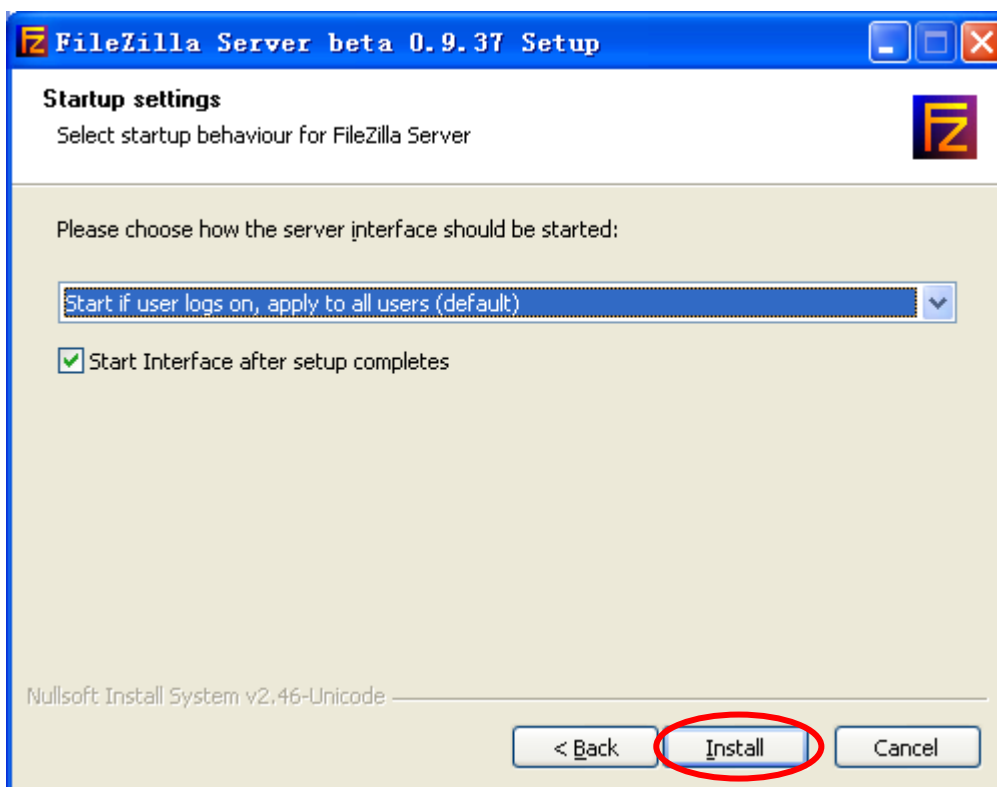 FileZilla Server beta 0.9.37 Setup
Startup settings
Select startup behaviour for FileZilla Server
Please choose how the server interface should be started:
Start if user logs on, apply to all users (default)
Start Interface after setup completes
Nullsoft Install System v2.46-Unicode
< Back Install Cancel